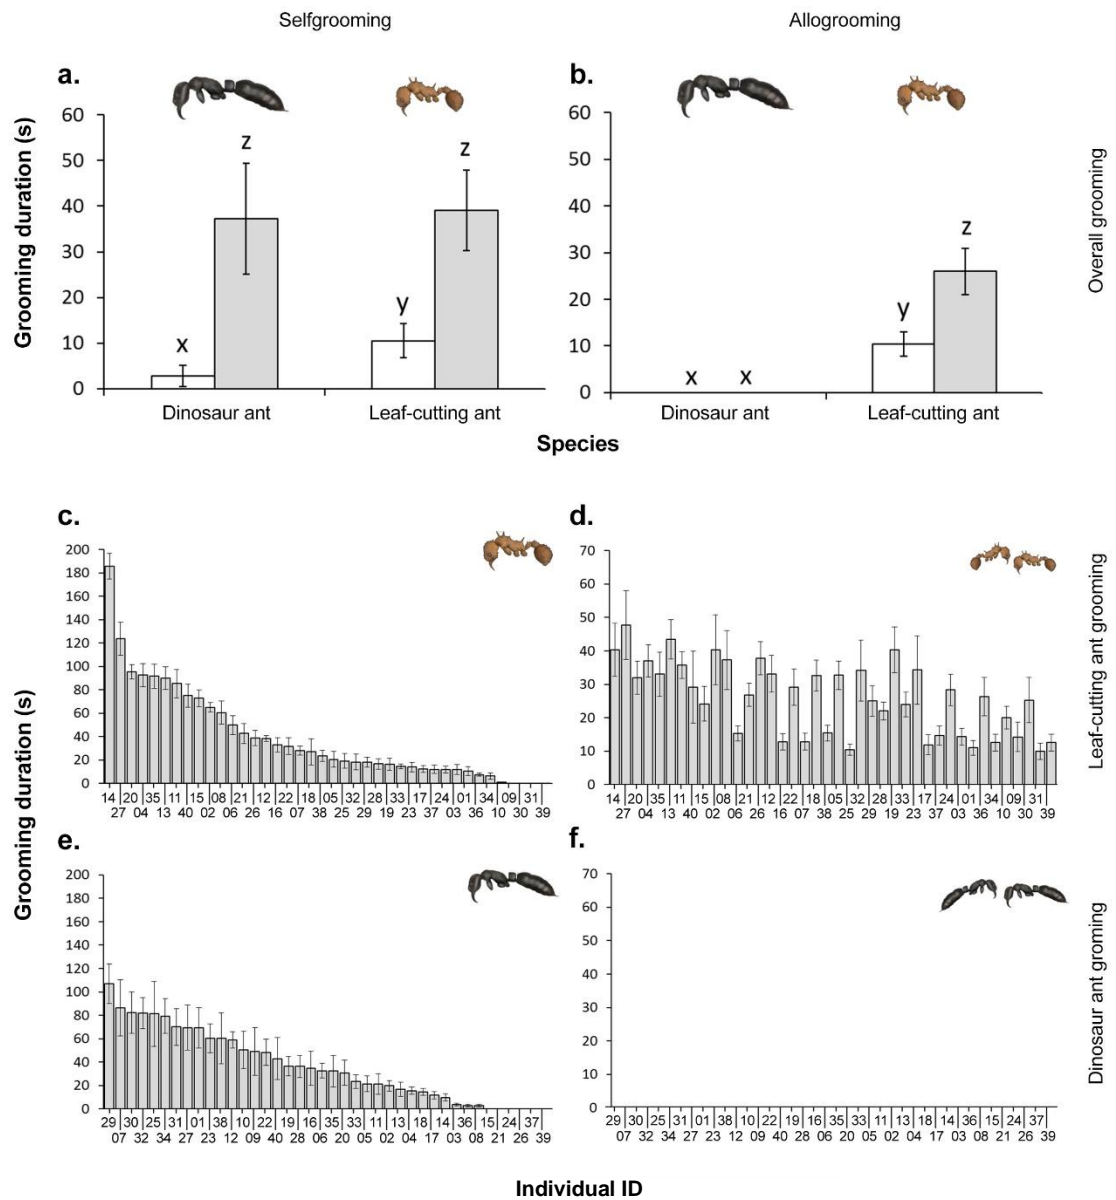 Selfgrooming
Allogrooming
a.
b.
Grooming duration (s)
60
50
40
30
20
10
0
x
z
y
z
Dinosaur ant
Leaf-cutting ant
60
50
40
30
20
10
0
x
x
y
z
Dinosaur ant
Leaf-cutting ant
Overall grooming
Species
c.
200
180
160
140
120
100
80
60
40
20
0
14 20 35 11 15 08 21 12 22 18 05 32 28 33 17 24 01 34 09 31
27 04 13 40 02 06 26 16 07 38 25 29 19 23 37 03 36 10 30 39
d.
70
60
50
40
30
20
10
0
14 20 35 11 15 08 21 12 22 18 05 32 28 33 17 24 01 34 09 31
27 04 13 40 02 06 26 16 07 38 25 29 19 23 37 03 36 10 30 39
Leaf-cutting ant grooming
Grooming duration (s)
e.
200
180
160
140
120
100
80
60
40
20
0
29 30 25 31 01 38 10 22 19 16 35 33 11 13 18 14 36 15 24 37
07 32 34 27 23 12 09 40 28 06 20 05 02 04 17 03 08 21 26 39
f.
70
60
50
40
30
20
10
0
29 30 25 31 01 38 10 22 19 16 35 33 11 13 18 14 36 15 24 37
07 32 34 27 23 12 09 40 28 06 20 05 02 04 17 03 08 21 26 39
Dinosaur ant groming
Individual ID